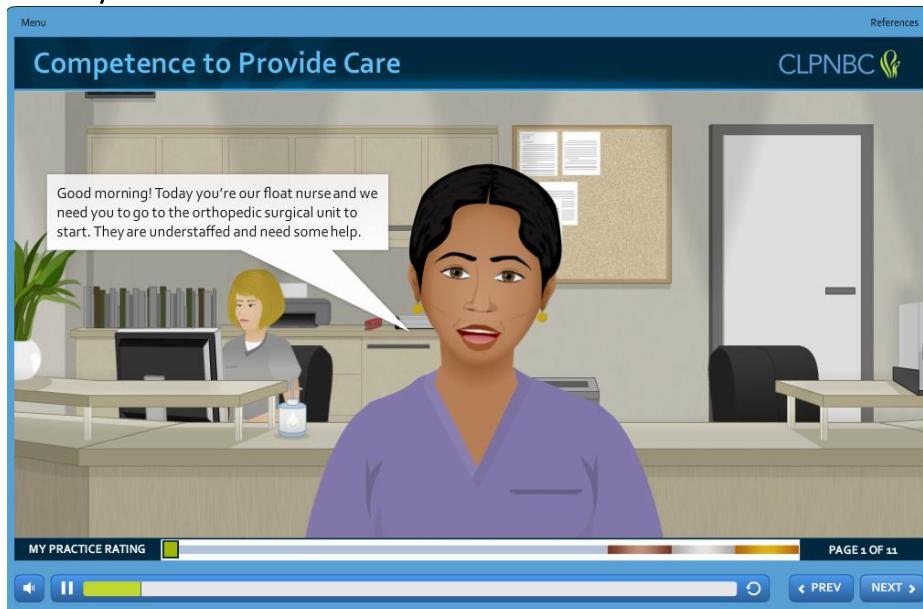 Menu
References
Competence to Provide Care
CLPNBC
Good morning! Today you're our float nurse and we
need you to go to the orthopedic surgical unit to
start. They are understaffed and need some help.
MY PRACTICE RATING
PAGE 1 OF 11
PREV
NEXT